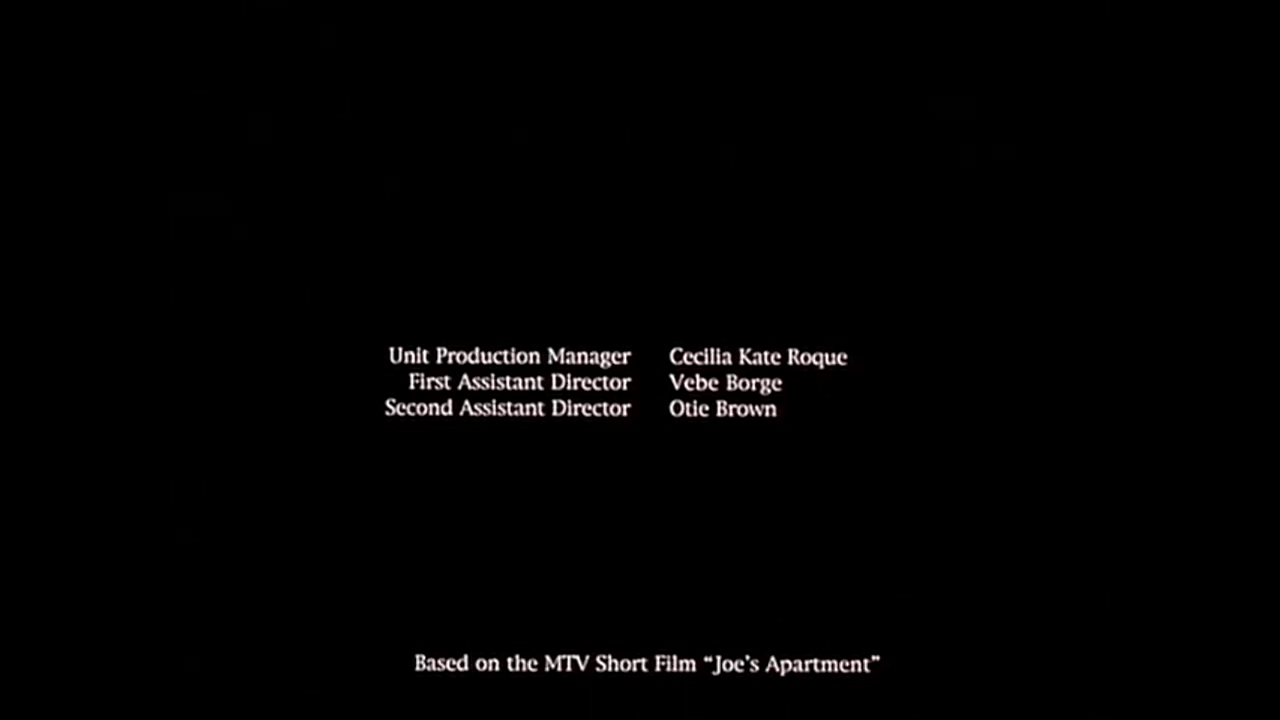 Unit Production Manager Cecilia Kate Roque
First Assistant Director Vebe Borge
Second Assistant Director Otie Brown
Based on the MTV Short Film “Joe’s Apartment”